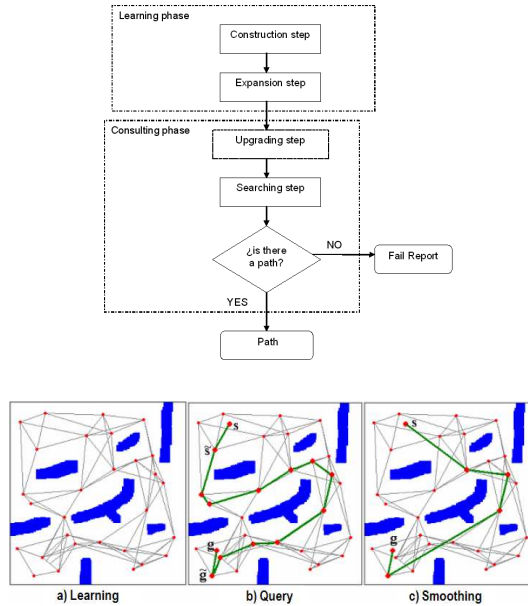 Learning phase
Construction step
Expansion step
Consulting phase
Upgrading step
Searching step
¿is there
a path?
NO
Fail Report
YES
Path
S
S
a) Learning
b) Query
c) Smoothing